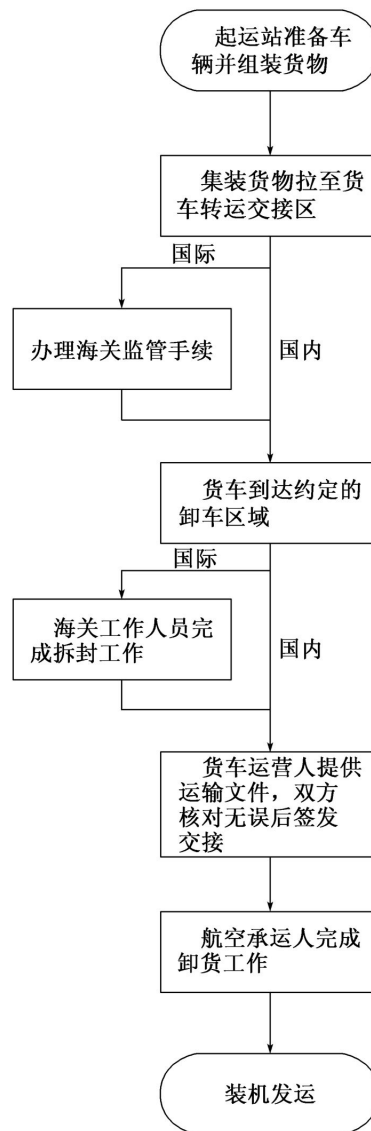 起运站准备车
辆并组装货物
集装货物拉至货
车转运交接区
国际
办理海关监管手续
国内
货车到达约定的
卸车区域
国际
海关工作人员完
成拆封工作
国内
货车运营人提供
运输文件，双方
核对无误后签发
交接
航空承运人完成
卸货工作
装机发运